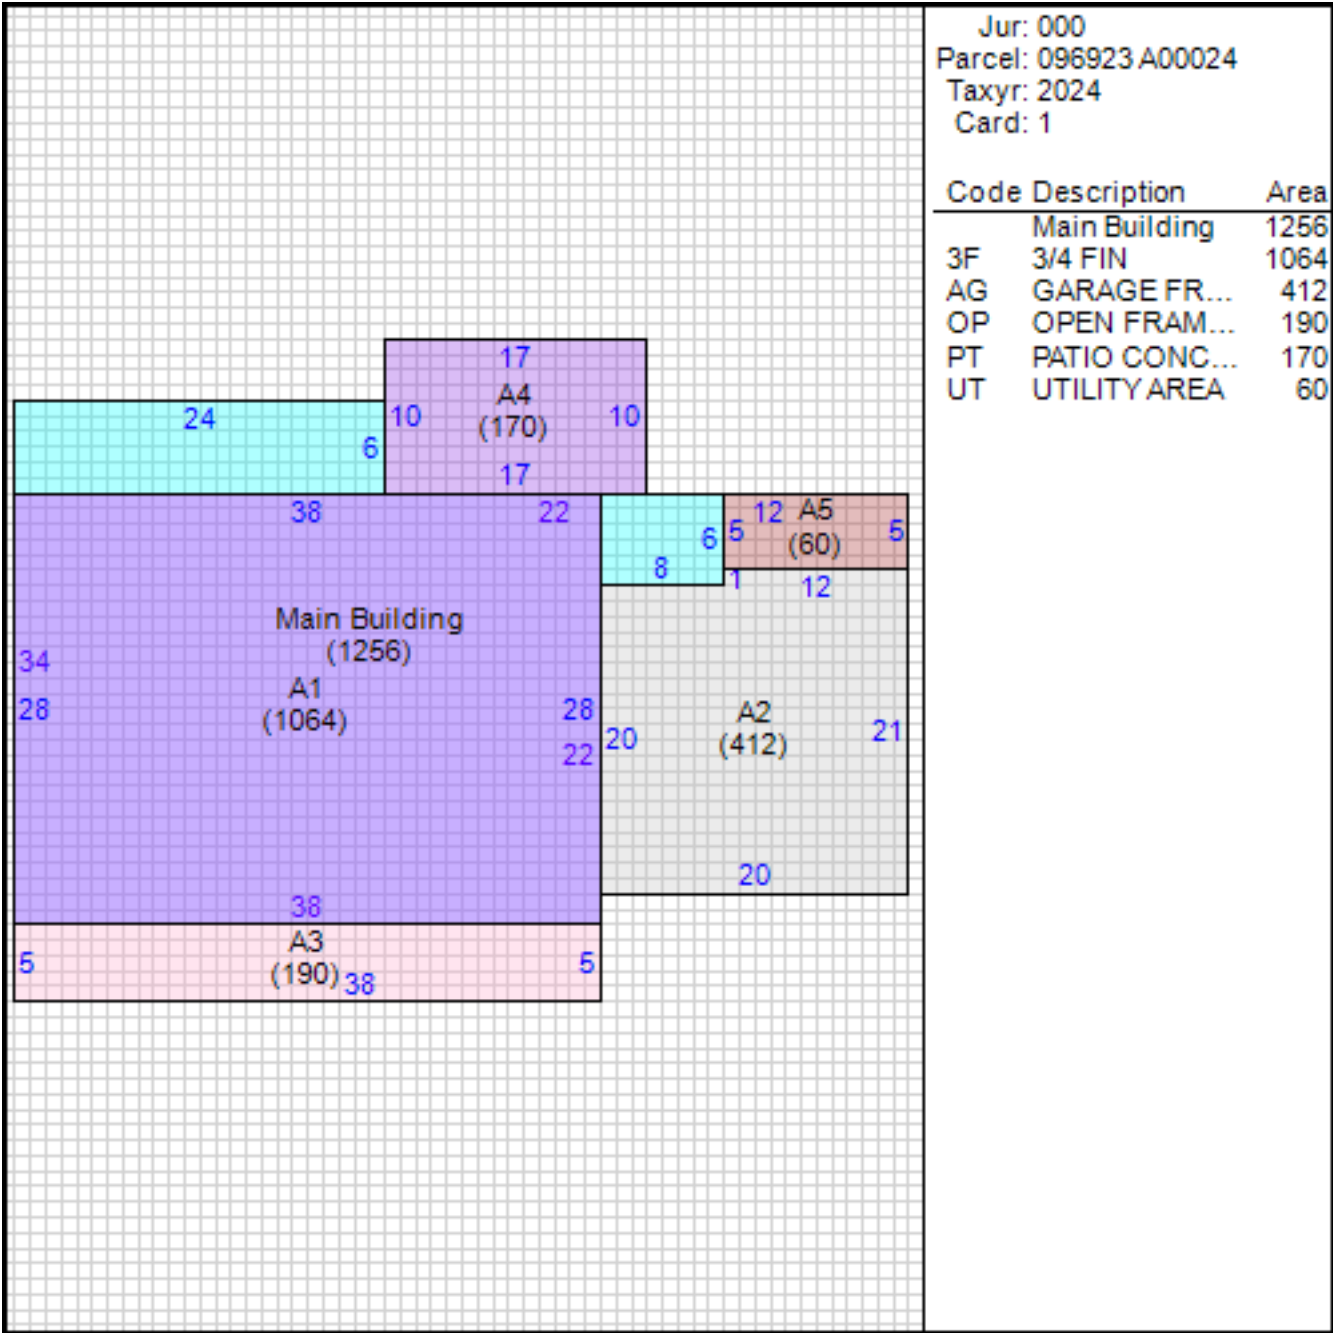 Jur: 000
Parcel: 096923 A00024
Taxyr: 2024
Card: 1
Code Description Area
Main Building 1256
3F 3/4 FIN 1064
AG GARAGE FR... 412
OP OPEN FRAM... 190
PT PATIO CONC... 170
UT UTILITY AREA 60
17
A4
10 (170) 10
17
24
6
38 22
6 5 12 A5 5
(60)
8 1 12
Main Building
(1256)
34
A1
28 (1064) 28
22
A2
20 (412) 21
20
38
A3
5 (190) 38 5